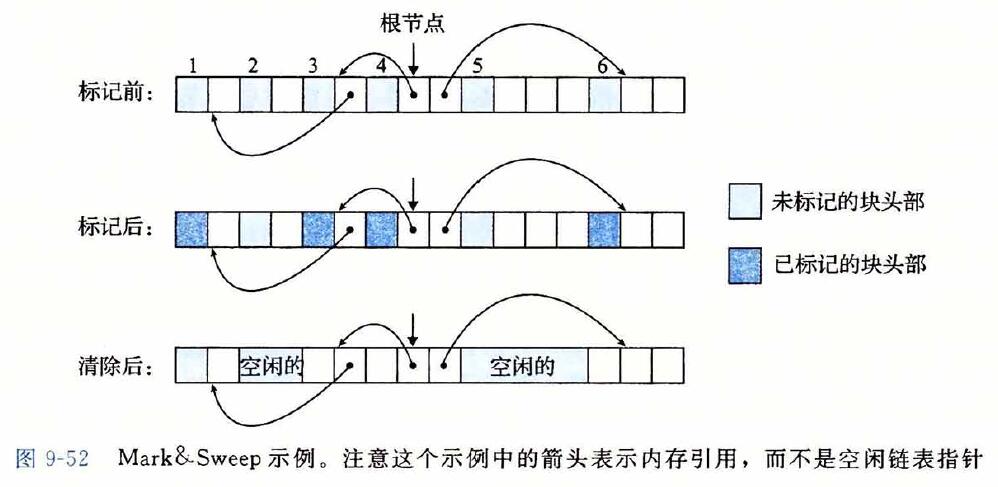 根节点
1 2 3 4 5 6
标记前:
标记后:
未标记的块头部
已标记的块头部
清除后:
空闲的 空闲的
图 9-52 Mark&Sweep 示例。注意这个示例中的箭头表示内存引用，而不是空闲链表指针